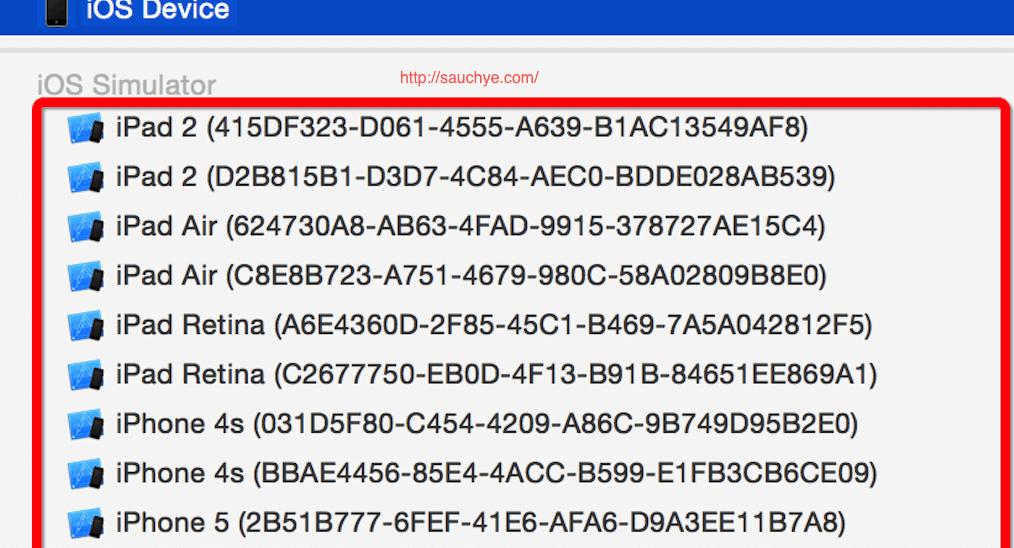 iOS Device
iOS Simulator
http://sauchye.com/
iPad 2 (415DF323-D061-4555-A639-B1AC13549AF8)
iPad 2 (D2B815B1-D3D7-4C84-AEC0-BDDE028AB539)
iPad Air (624730A8-AB63-4FAD-9915-378727AE15C4)
iPad Air (C8E8B723-A751-4679-980C-58A02809B8E0)
iPad Retina (A6E4360D-2F85-45C1-B469-7A5A042812F5)
iPad Retina (C2677750-EB0D-4F13-B91B-84651EE869A1)
iPhone 4s (031D5F80-C454-4209-A86C-9B749D95B2E0)
iPhone 4s (BBAE4456-85E4-4ACC-B599-E1FB3CB6CE09)
iPhone 5 (2B51B777-6FEF-41E6-AFA6-D9A3EE11B7A8)